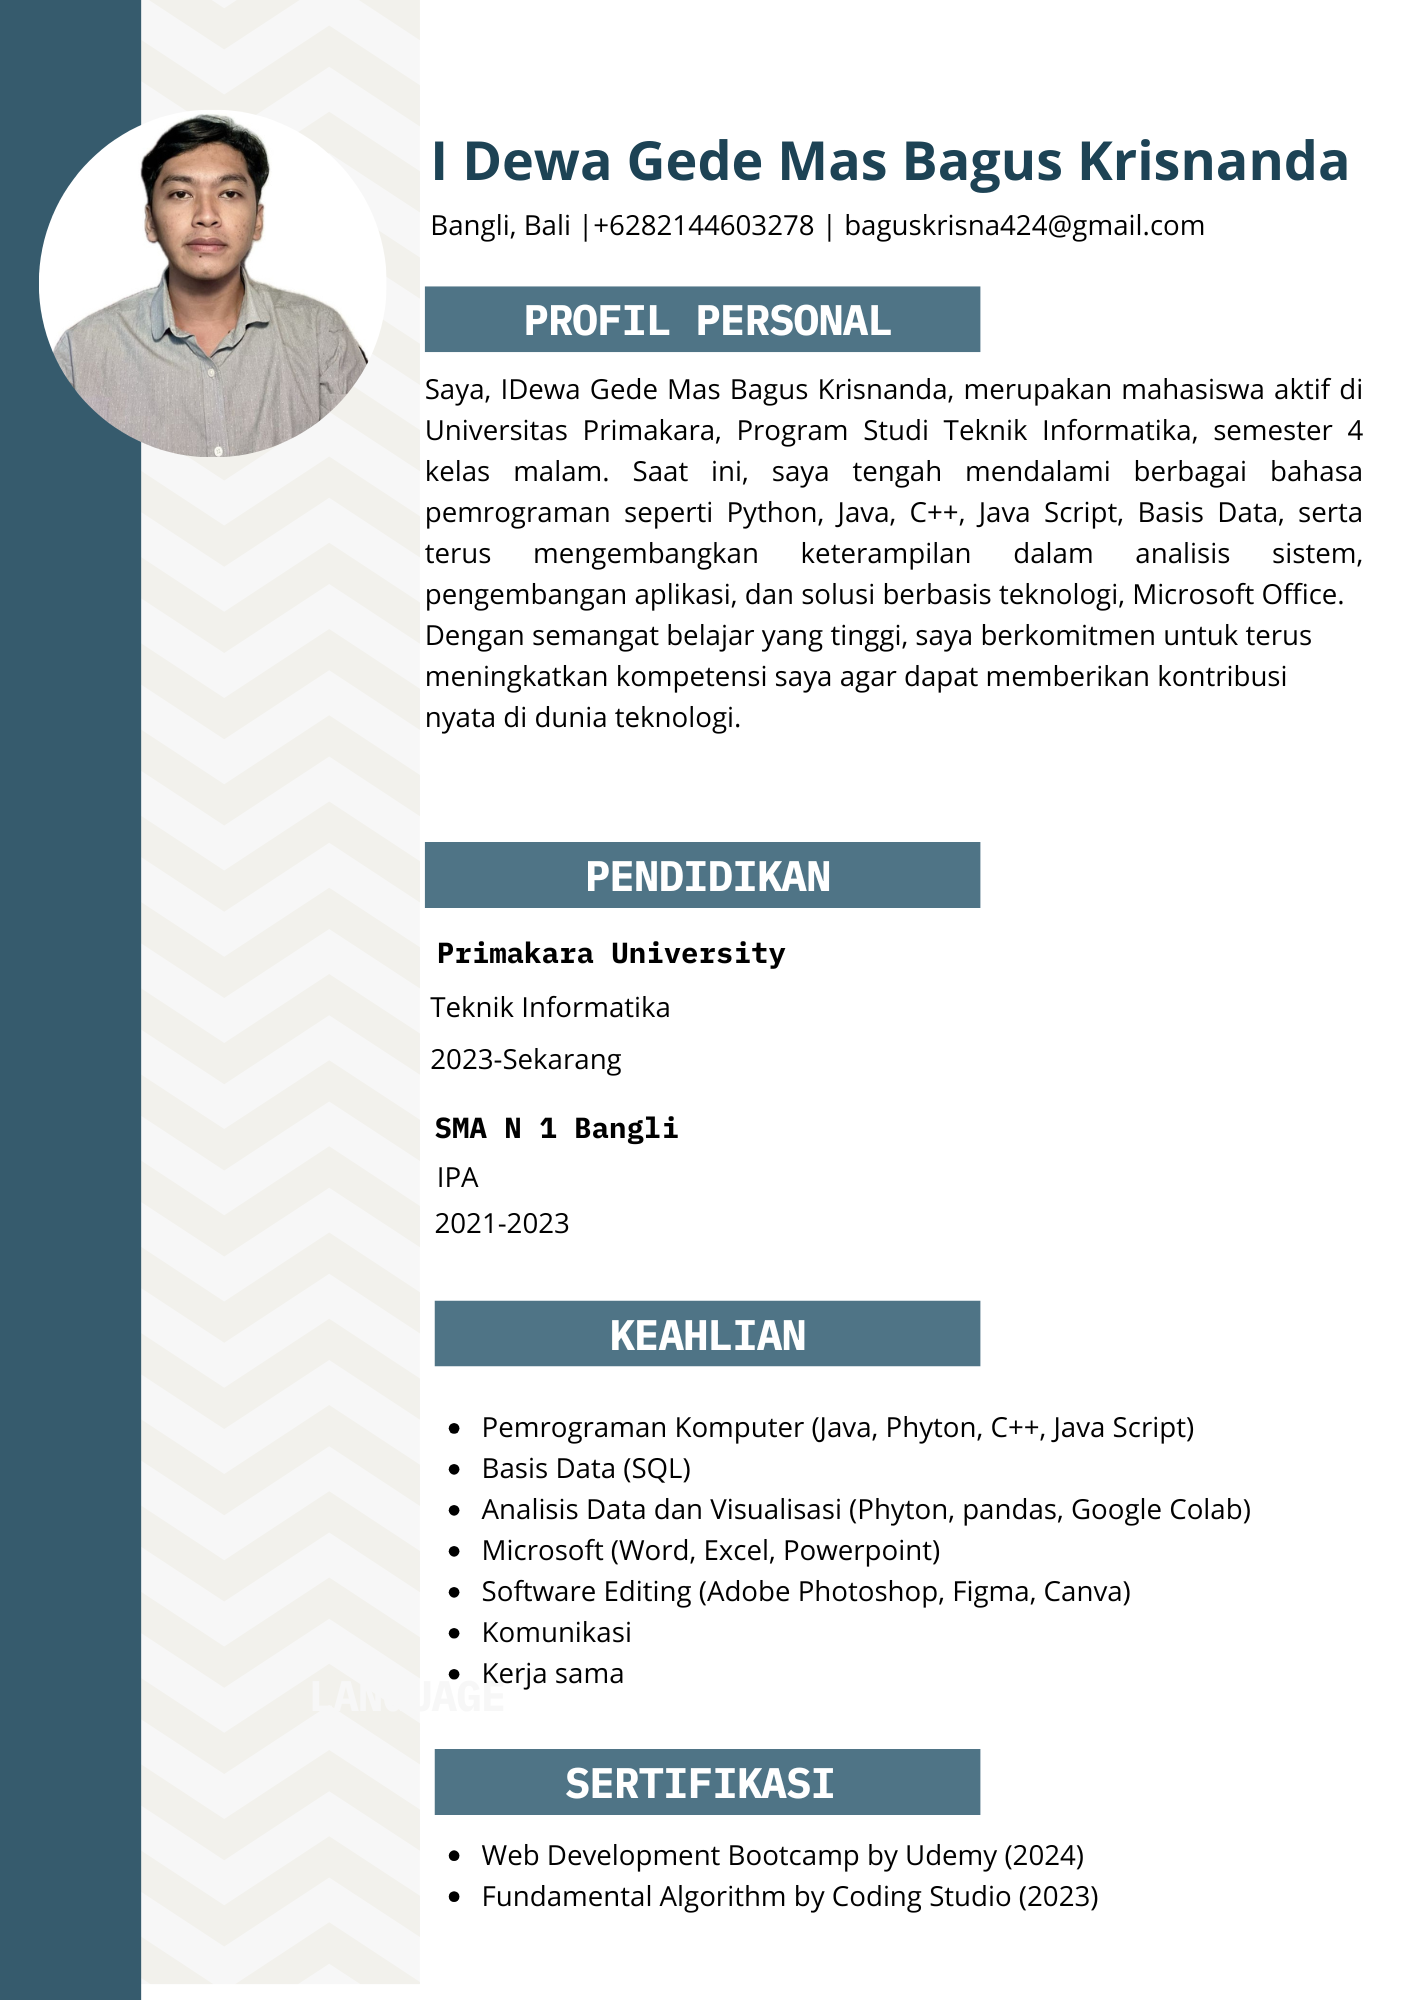 I Dewa Gede Mas Bagus Krisnanda
Bangli, Bali |+6282144603278 | baguskrisna424@gmail.com
PROFIL PERSONAL
Saya, IDewa Gede Mas Bagus Krisnanda, merupakan mahasiswa aktif di
Universitas Primakara, Program Studi Teknik Informatika, semester 4
kelas malam. Saat ini, saya tengah mendalami berbagai bahasa
pemrograman seperti Python, Java, C++, Java Script, Basis Data, serta
terus mengembangkan keterampilan dalam analisis sistem,
pengembangan aplikasi, dan solusi berbasis teknologi, Microsoft Office.
Dengan semangat belajar yang tinggi, saya berkomitmen untuk terus
meningkatkan kompetensi saya agar dapat memberikan kontribusi
nyata di dunia teknologi.
PENDIDIKAN
Primakara University
Teknik Informatika
2023-Sekarang
SMA N 1 Bangli
IPA
2021-2023
KEAHLIAN
• Pemrograman Komputer (Java, Phyton, C++, Java Script)
• Basis Data (SQL)
• Analisis Data dan Visualisasi (Phyton, pandas, Google Colab)
• Microsoft (Word, Excel, Powerpoint)
• Software Editing (Adobe Photoshop, Figma, Canva)
• Komunikasi
• Kerja sama
LANGUAGE
SERTIFIKASI
• Web Development Bootcamp by Udemy (2024)
• Fundamental Algorithm by Coding Studio (2023)